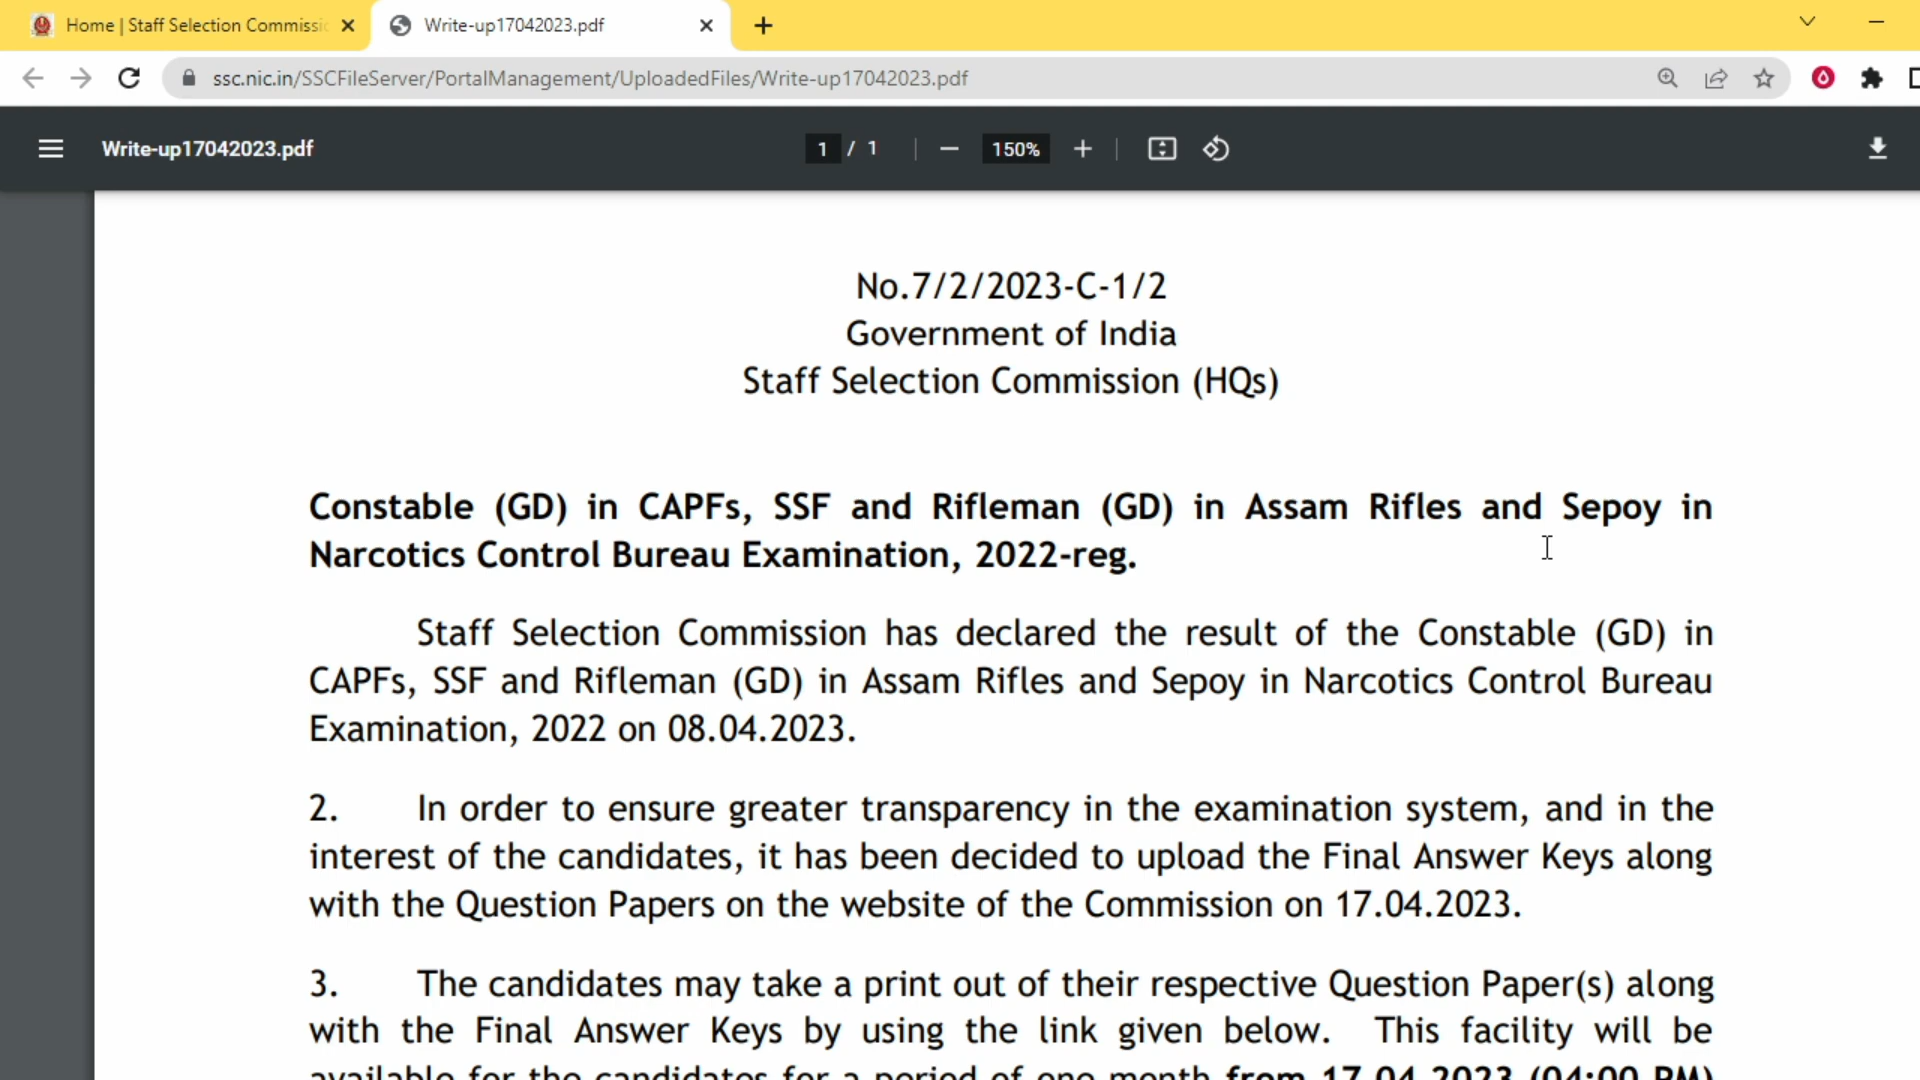 Home | Staff Selection Commissi
Write-up17042023.pdf
ssc.nic.in/SSCFileServer/PortalManagement/UploadedFiles/Write-up17042023.pdf
Write-up17042023.pdf
1 / 1
150%
No.7/2/2023-C-1/2
Government of India
Staff Selection Commission (HQs)
Constable (GD) in CAPFs, SSF and Rifleman (GD) in Assam Rifles and Sepoy in
Narcotics Control Bureau Examination, 2022-reg.
Staff Selection Commission has declared the result of the Constable (GD) in
CAPFs, SSF and Rifleman (GD) in Assam Rifles and Sepoy in Narcotics Control Bureau
Examination, 2022 on 08.04.2023.
2. In order to ensure greater transparency in the examination system, and in the
interest of the candidates, it has been decided to upload the Final Answer Keys along
with the Question Papers on the website of the Commission on 17.04.2023.
3. The candidates may take a print out of their respective Question Paper(s) along
with the Final Answer Keys by using the link given below. This facility will be
available for the candidates for a period of one month from 17.04.2023 (04:00 PM)